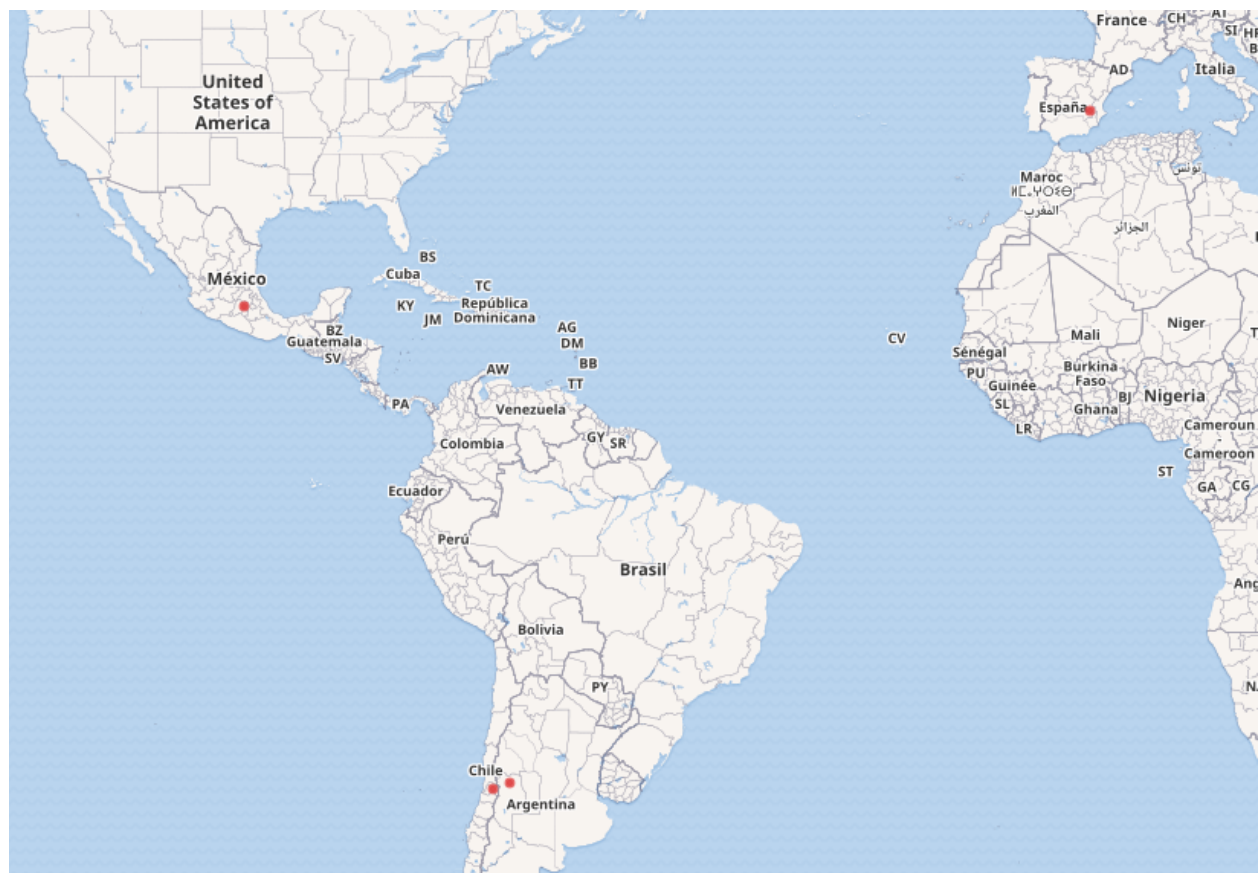 France
CH
AT
SI
United
States of
America
AD
Italia
España
Maroc
ⵍⵎⴰⵖⵔⵉⴱ
المغرب
تونس
الجزائر
BS
Cuba
TC
México
KY
República
Dominicana
JM
AG
BZ
DM
CV
Guatemala
Mali
Niger
SV
BB
Sénégal
AW
TT
PU
Burkina
Faso
Guinée
BJ
Nigeria
PA
SL
Ghana
Venezuela
LR
Cameroun
Colombia
GY
SR
Cameroon
ST
GA
CG
Ecuador
Perú
Brasil
Ang
Bolivia
PY
Chile
Argentina